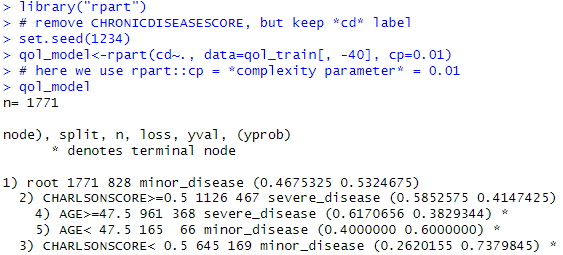 > library("rpart")
> # remove CHRONICDISEASESCORE, but keep *cd* label
> set.seed(1234)
> qol_model<-rpart(cd~., data=qol_train[, -40], cp=0.01)
> # here we use rpart::cp = *complexity parameter* = 0.01
> qol_model
n= 1771
node), split, n, loss, yval, (yprob)
* denotes terminal node
1) root 1771 828 minor_disease (0.4675325 0.5324675)
2) CHARLSONSCORE>=0.5 1126 467 severe_disease (0.5852575 0.4147425)
4) AGE>=47.5 961 368 severe_disease (0.6170656 0.3829344) *
5) AGE< 47.5 165 66 minor_disease (0.4000000 0.6000000) *
3) CHARLSONSCORE< 0.5 645 169 minor_disease (0.2620155 0.7379845) *